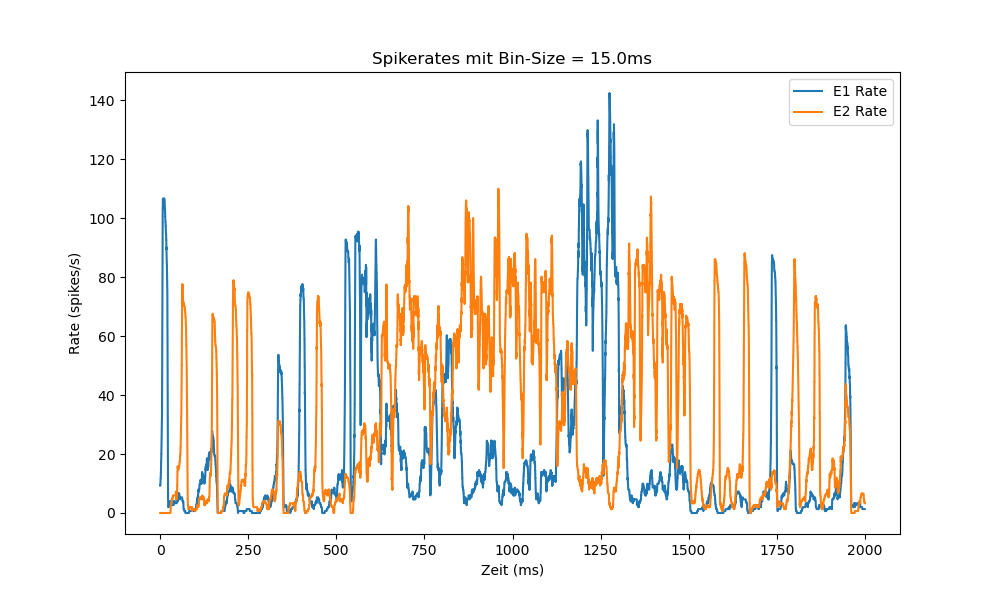 Spikerates mit Bin-Size = 15.0ms
E1 Rate
E2 Rate
140
120
100
80
60
40
20
0
Rate (spikes/s)
0 250 500 750 1000 1250 1500 1750 2000
Zeit (ms)